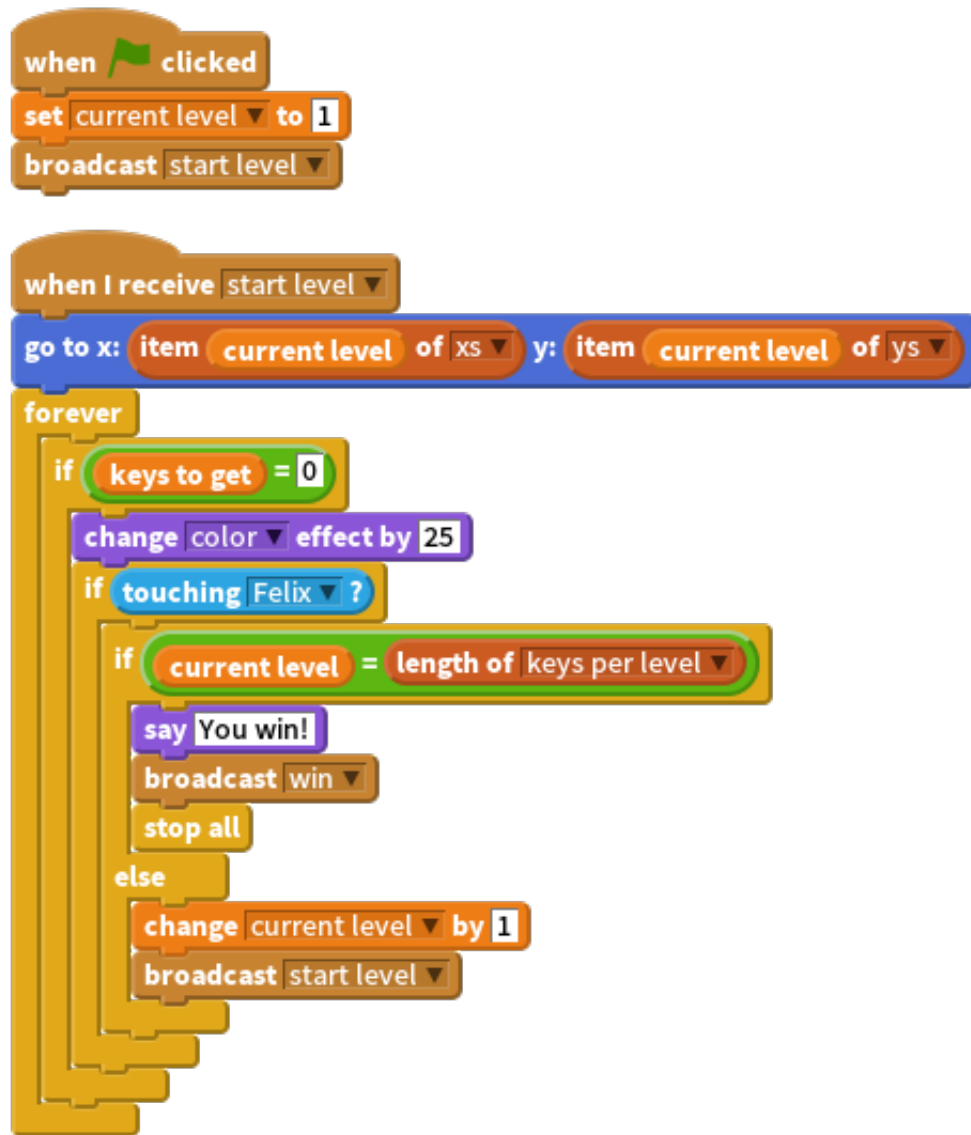 when clicked
set current level to 1
broadcast start level
when I receive start level
go to x: item current level of xs y: item current level of ys
forever
if keys to get = 0
change color effect by 25
if touching Felix ?
if current level = length of keys per level
say You win!
broadcast win
stop all
else
change current level by 1
broadcast start level